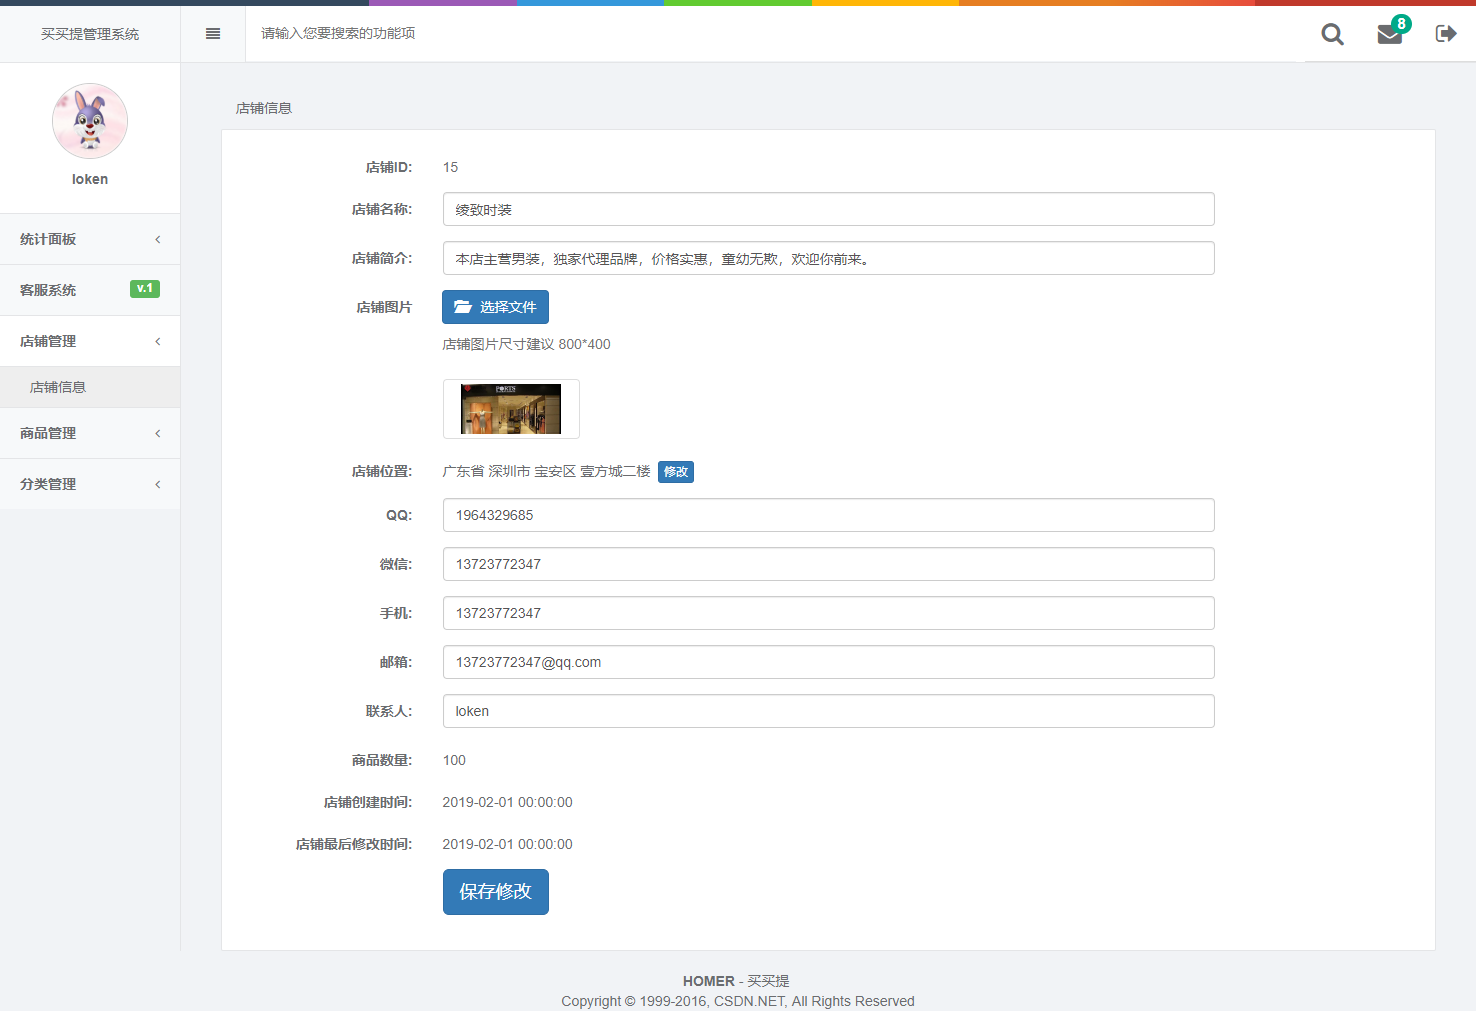 买买提管理系统
请输入您要搜索的功能项
8
loken
统计面板
客服系统 v.1
店铺管理
店铺信息
商品管理
分类管理
店铺信息
店铺ID: 15
店铺名称: 绫致时装
店铺简介: 本店主营男装，独家代理品牌，价格实惠，童幼无欺，欢迎你前来。
店铺图片 选择文件
店铺图片尺寸建议 800*400
PORTS
店铺位置: 广东省 深圳市 宝安区 壹方城二楼 修改
QQ: 1964329685
微信: 13723772347
手机: 13723772347
邮箱: 13723772347@qq.com
联系人: loken
商品数量: 100
店铺创建时间: 2019-02-01 00:00:00
店铺最后修改时间: 2019-02-01 00:00:00
保存修改
HOMER - 买买提
Copyright © 1999-2016, CSDN.NET, All Rights Reserved